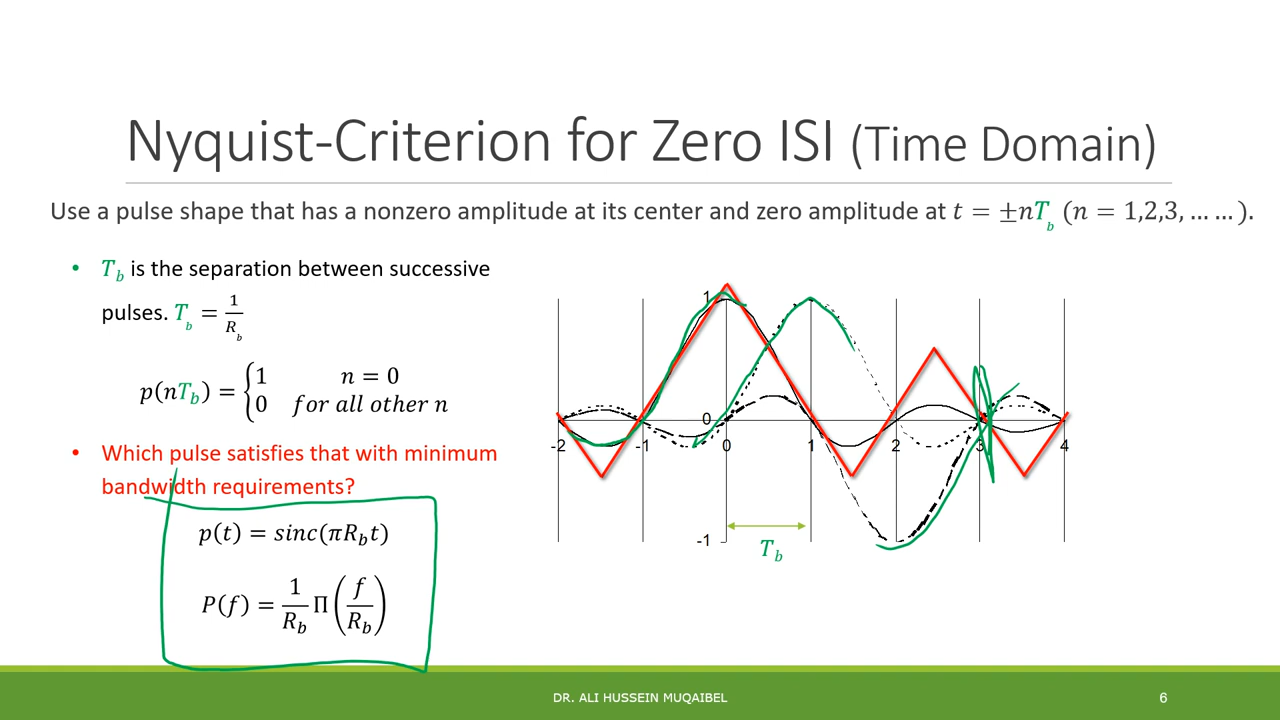 Nyquist-Criterion for Zero ISI (Time Domain)
Use a pulse shape that has a nonzero amplitude at its center and zero amplitude at t = ±nT_b (n = 1,2,3, … … ).
• T_b is the separation between successive
pulses. T_b = 1/R_b
p(nT_b) = {1 n = 0
0 for all other n
• Which pulse satisfies that with minimum
bandwidth requirements?
p(t) = sinc(πR_b t)
P(f) = 1/R_b Π(f/R_b)
1
0
-2 -1 0 1 2 3 4
-1
T_b
DR. ALI HUSSEIN MUQAIBEL
6